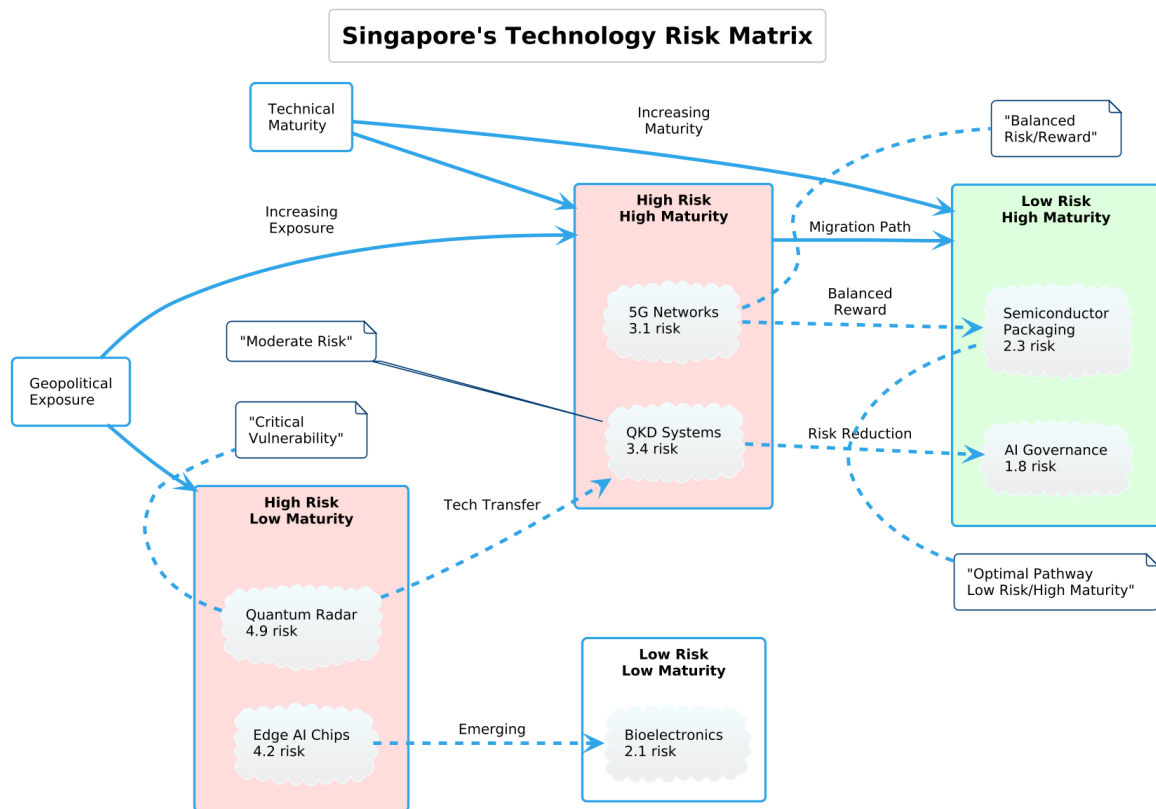 Singapore's Technology Risk Matrix
Technical
Maturity
Increasing
Maturity
"Balanced
Risk/Reward"
High Risk
High Maturity
Low Risk
High Maturity
Increasing
Exposure
Migration Path
5G Networks
3.1 risk
Balanced
Reward
Semiconductor
Packaging
2.3 risk
"Moderate Risk"
Geopolitical
Exposure
"Critical
Vulnerability"
QKD Systems
3.4 risk
Risk Reduction
AI Governance
1.8 risk
High Risk
Low Maturity
Tech Transfer
"Optimal Pathway
Low Risk/High Maturity"
Quantum Radar
4.9 risk
Low Risk
Low Maturity
Edge AI Chips
4.2 risk
Emerging
Bioelectronics
2.1 risk